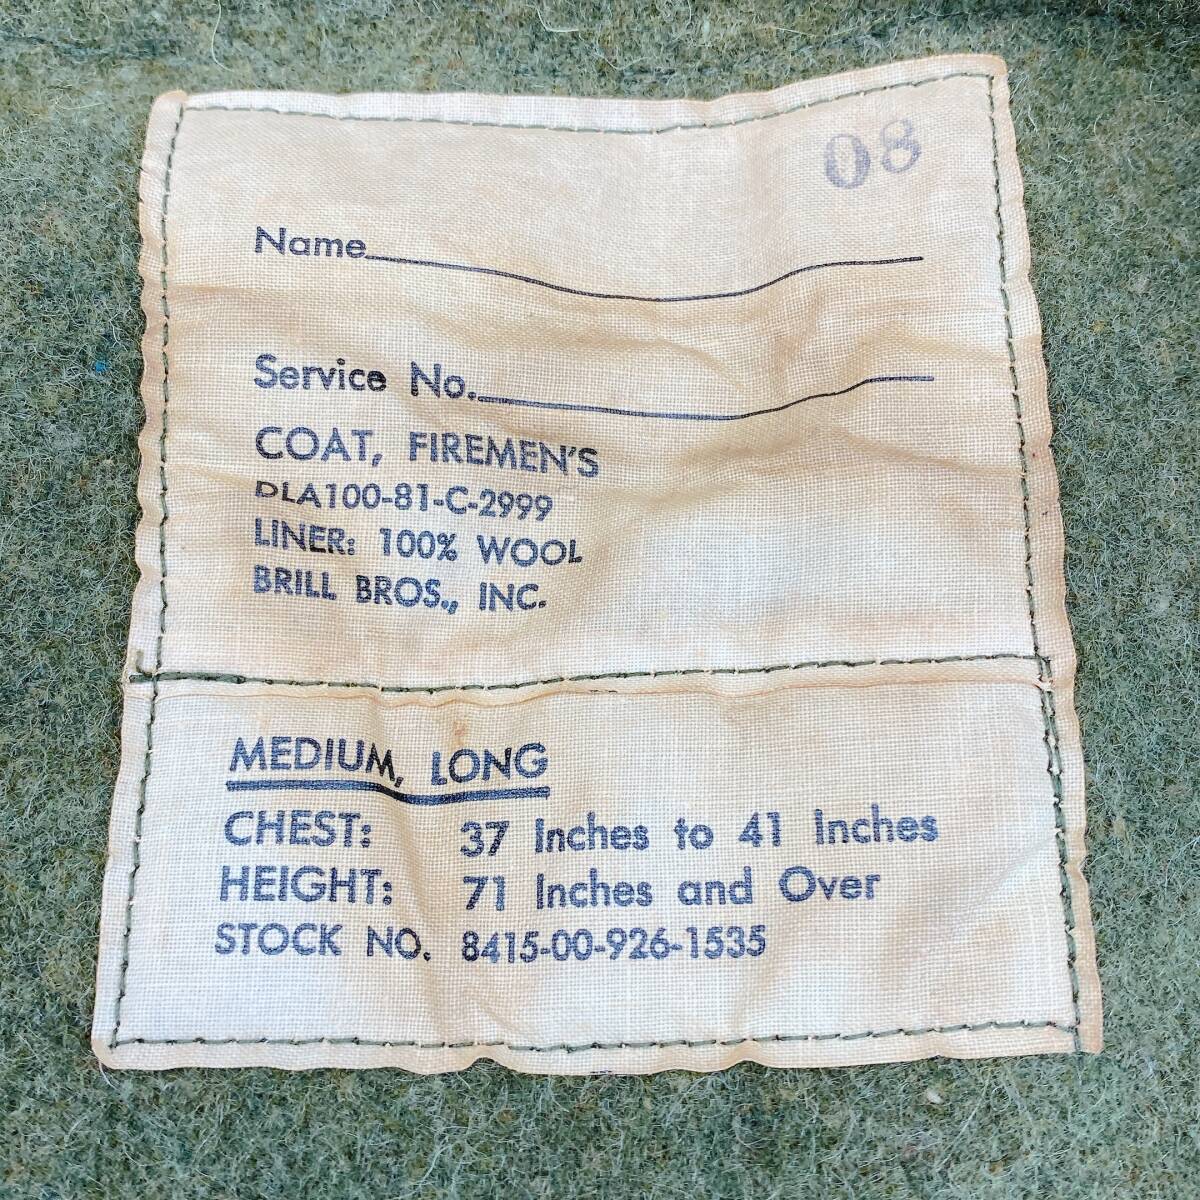 08
Name
Service No.
COAT, FIREMEN'S
DLA100-81-C-2999
LINER: 100% WOOL
BRILL BROS., INC.
MEDIUM, LONG
CHEST: 37 Inches to 41 Inches
HEIGHT: 71 Inches and Over
STOCK NO. 8415-00-926-1535